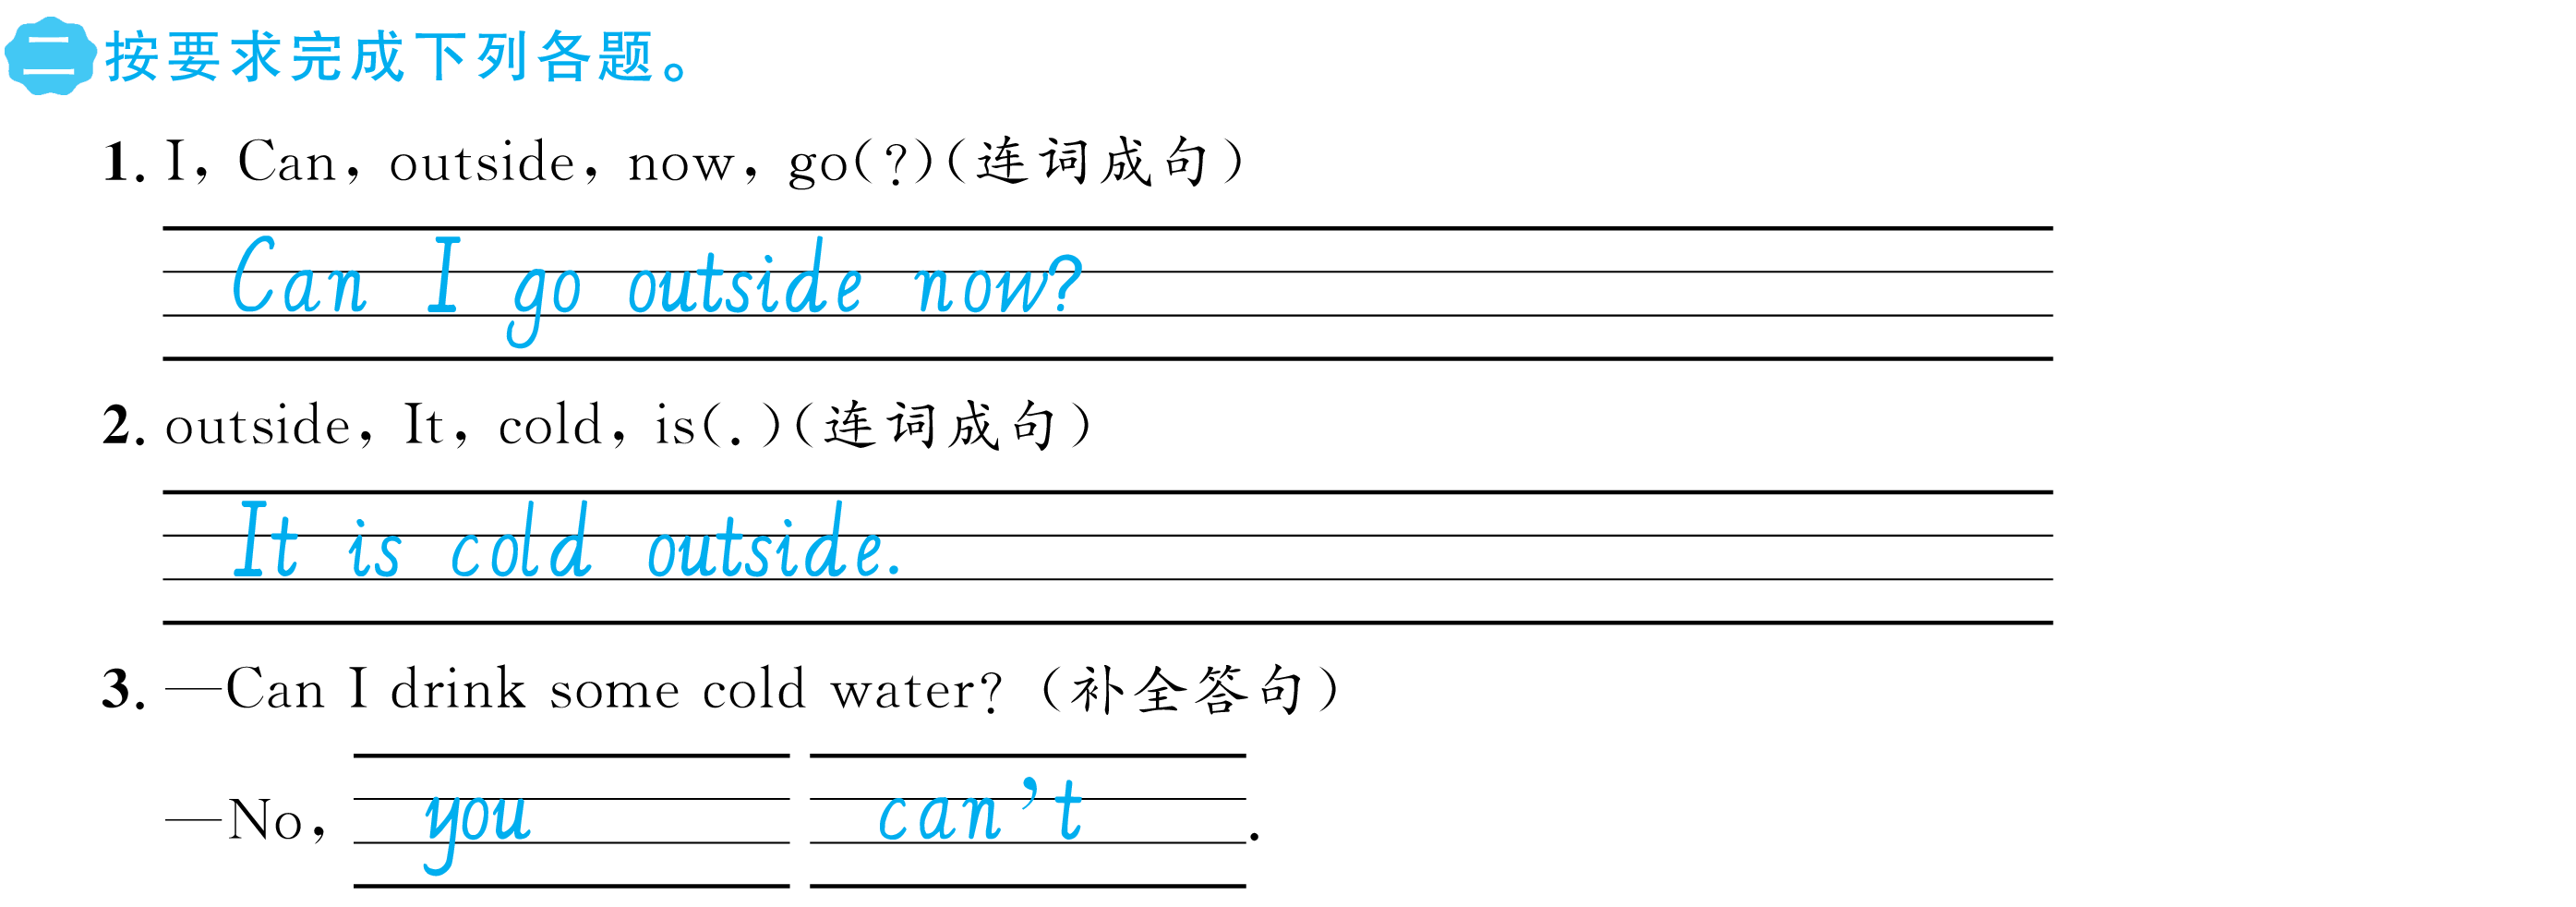 二 按要求完成下列各题。
1. I, Can, outside, now, go(?)(连词成句)
Can I go outside now?
2. outside, It, cold, is(.)(连词成句)
It is cold outside.
3. —Can I drink some cold water? (补全答句)
—No, you can't.